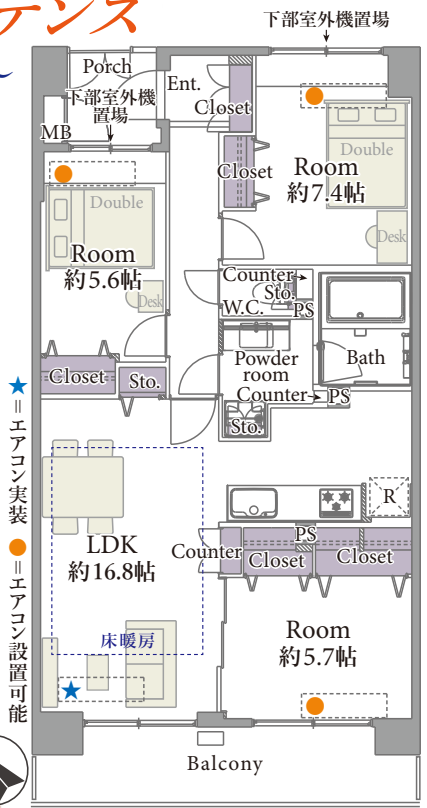 テンス
下部室外機置場
Porch
Ent.
下部室外機
置場
Closet
MB
Double
Room
約7.4帖
Desk
Closet
Double
Room
約5.6帖
Desk
Counter
Sto.
W.C.
PS
Powder
room
Bath
Counter
PS
Sto.
Closet
Sto.
R
LDK
約16.8帖
Counter
PS
Closet
Closet
床暖房
Room
約5.7帖
Balcony
★=エアコン実装
●=エアコン設置可能